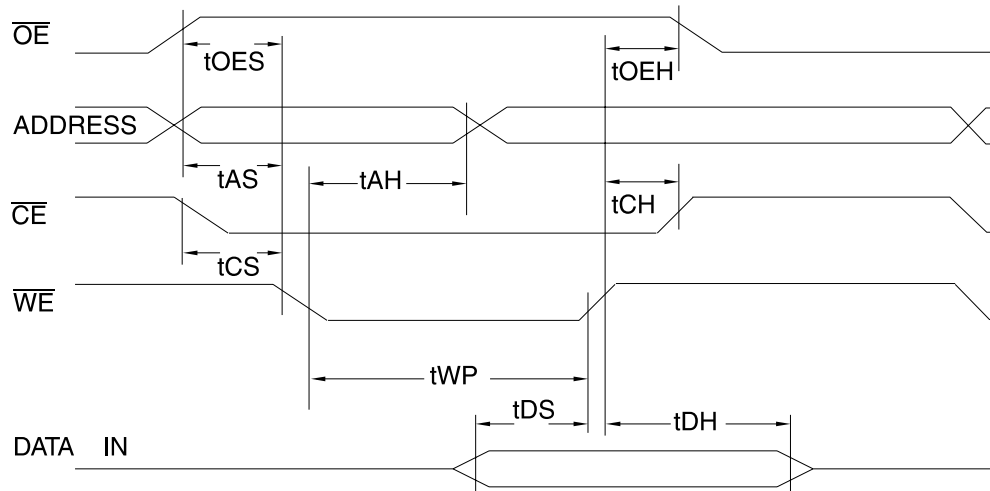 OE
tOES
tOEH
ADDRESS
tAS
tAH
tCH
CE
tCS
WE
tWP
tDS
tDH
DATA IN